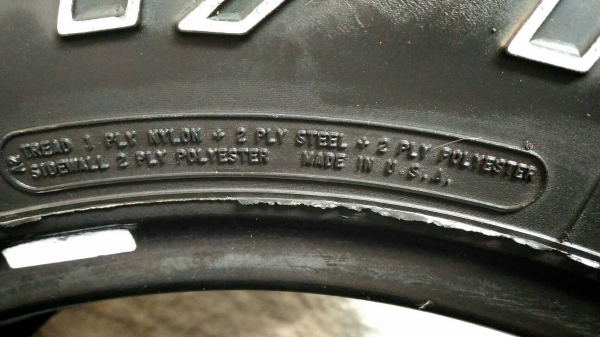 TREAD 1 PLY NYLON + 2 PLY STEEL + 2 PLY POLYESTER
SIDEWALL 2 PLY POLYESTER MADE IN U.S.A.